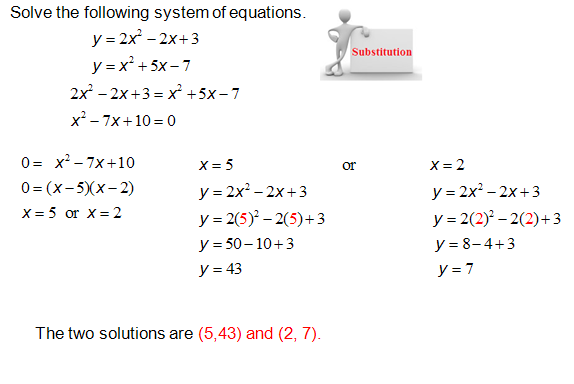 Solve the following system of equations.
y = 2x² – 2x + 3
y = x² + 5x – 7
2x² – 2x + 3 = x² + 5x – 7
x² – 7x + 10 = 0
Substitution
0 = x² – 7x + 10
0 = (x – 5)(x – 2)
x = 5 or x = 2
x = 5
y = 2x² – 2x + 3
y = 2(5)² – 2(5) + 3
y = 50 – 10 + 3
y = 43
or
x = 2
y = 2x² – 2x + 3
y = 2(2)² – 2(2) + 3
y = 8 – 4 + 3
y = 7
The two solutions are (5,43) and (2, 7).